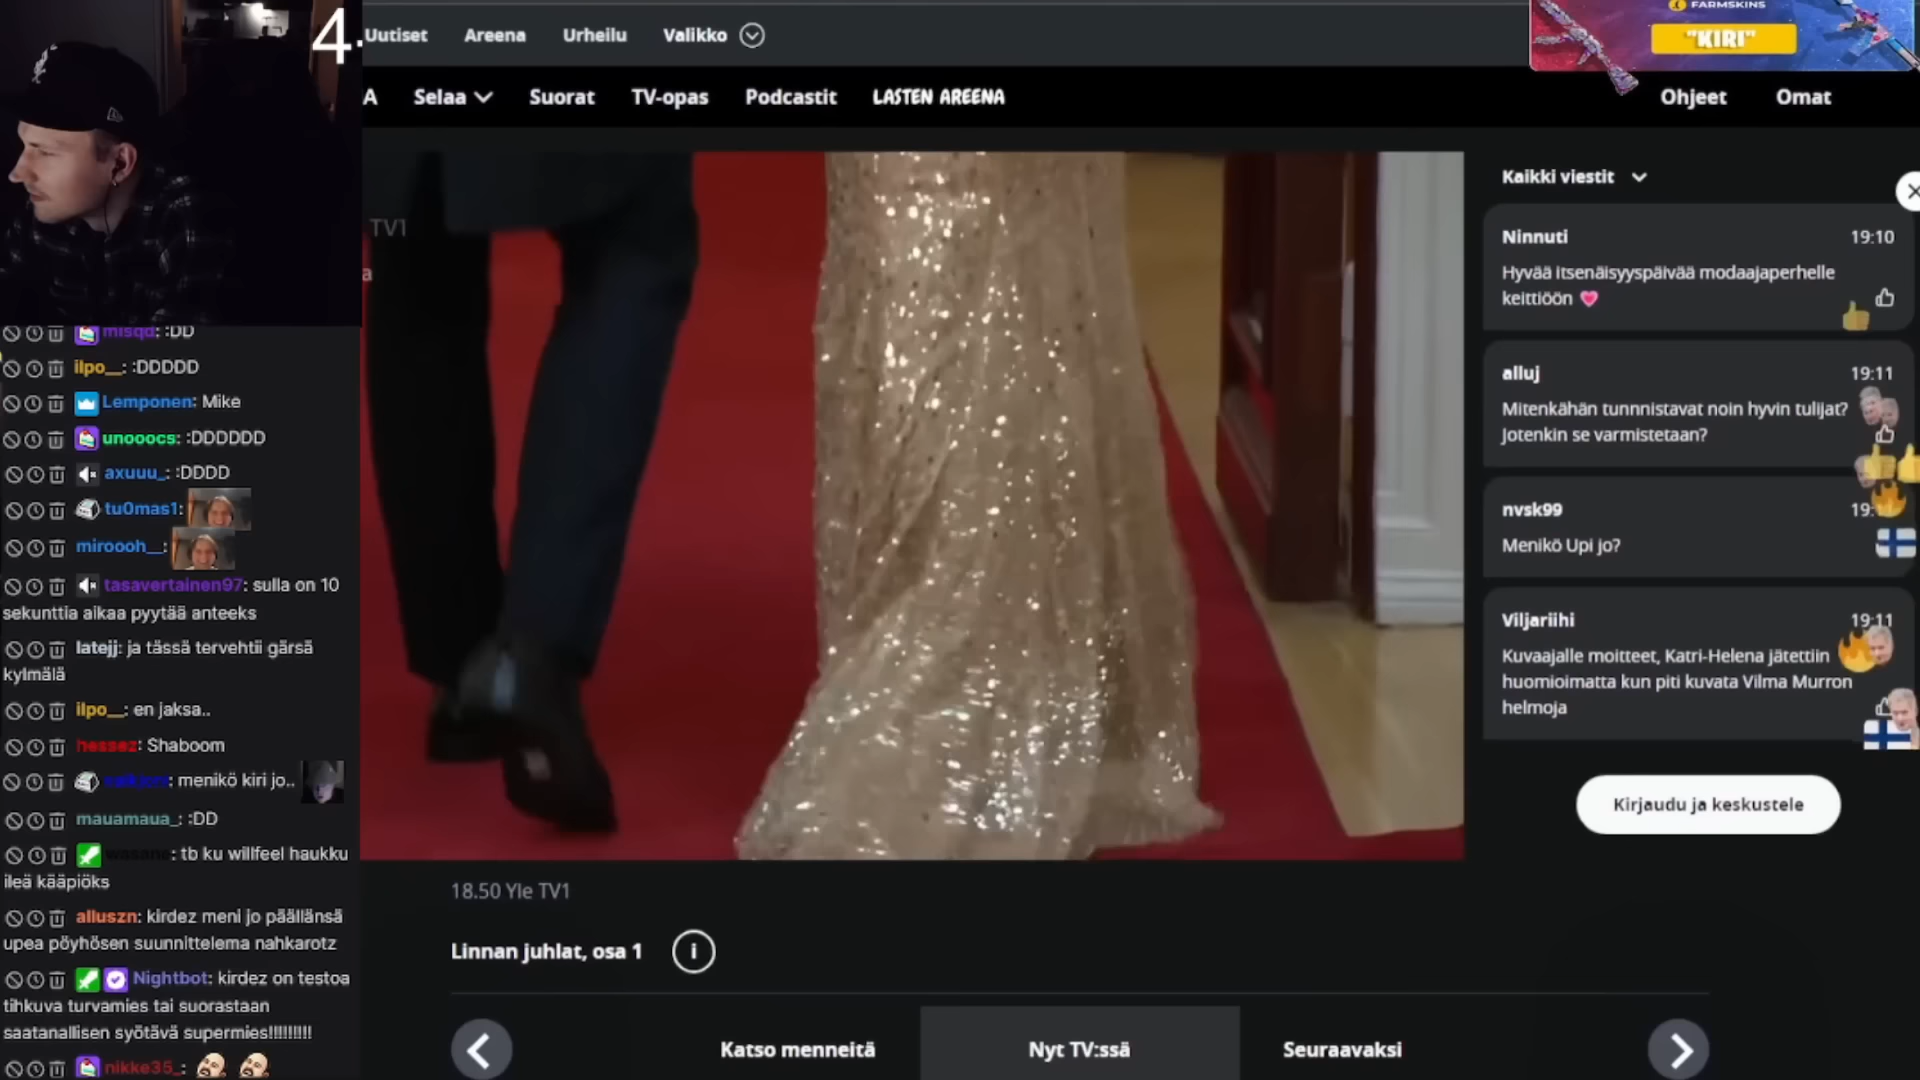 4.
Uutiset
Areena
Urheilu
Valikko
FARMSKINS
"KIRI"
A
Selaa
Suorat
TV-opas
Podcastit
LASTEN AREENA
Ohjeet
Omat
TV1
a
misqd: :DD
ilpo__: :DDDDD
Lemponen: Mike
unooocs: :DDDDDD
axuuu_: :DDDD
tu0mas1:
miroooh__:
tasavertainen97: sulla on 10
sekunttia aikaa pyytää anteeks
latejj: ja tässä tervehtii gärsä
kylmälä
ilpo__: en jaksa..
hessez: Shaboom
: menikö kiri jo..
mauamaua_: :DD
: tb ku willfeel haukku
ileä kääpiöks
alluszn: kirdez meni jo päällänsä
upea pöyhösen suunnittelema nahkarotz
Nightbot: kirdez on testoa
tihkuva turvamies tai suorastaan
saatanallisen syötävä supermies!!!!!!!!!
nikke35_:
Kaikki viestit
Ninnuti
19:10
Hyvää itsenäisyyspäivää modaajaperhelle
keittiöön
alluj
19:11
Mitenkähän tunnnistavat noin hyvin tulijat?
Jotenkin se varmistetaan?
nvsk99
19:
Menikö Upi jo?
Viljariihi
19:11
Kuvaajalle moitteet, Katri-Helena jätettiin
huomioimatta kun piti kuvata Vilma Murron
helmoja
Kirjaudu ja keskustele
18.50 Yle TV1
Linnan juhlat, osa 1
Katso menneitä
Nyt TV:ssä
Seuraavaksi